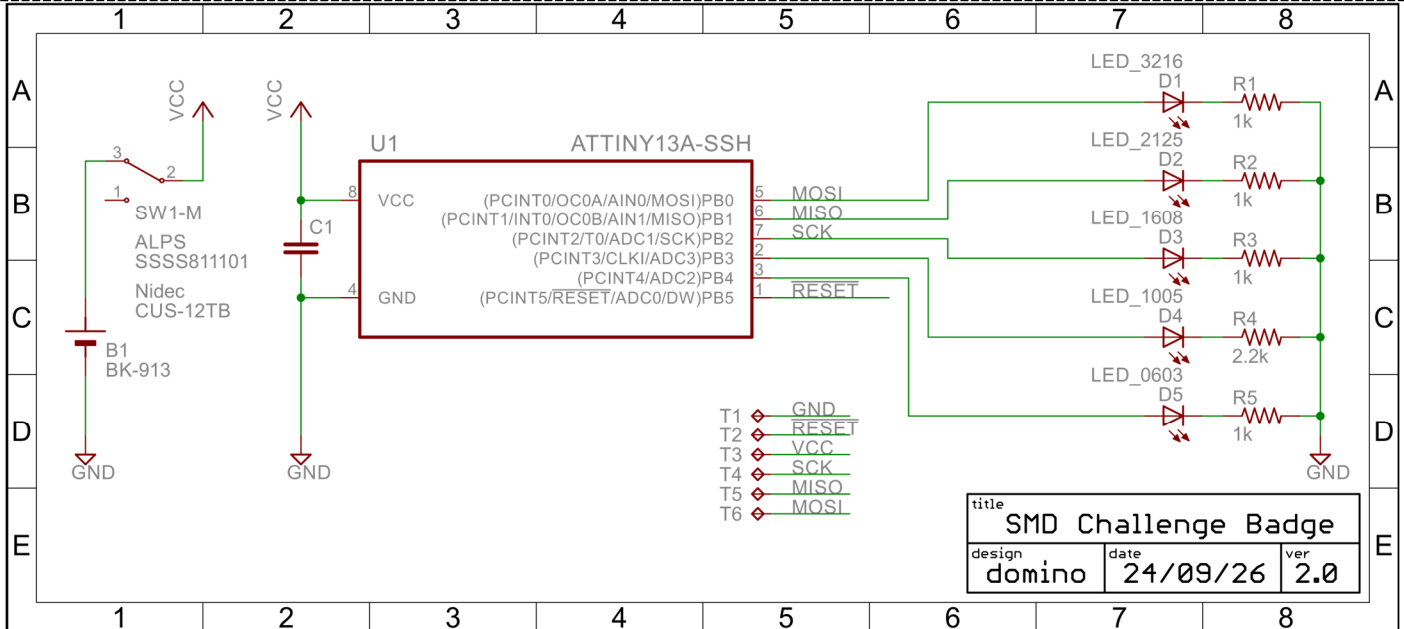 1 2 3 4 5 6 7 8
A
B
C
D
E
A
B
C
D
E
1 2 3 4 5 6 7 8
VCC
3
2
1
SW1-M
ALPS
SSSS811101
Nidec
CUS-12TB
B1
BK-913
GND
VCC
C1
GND
U1
ATTINY13A-SSH
8 VCC
4 GND
(PCINT0/OC0A/AIN0/MOSI)PB0 5 MOSI
(PCINT1/INT0/OC0B/AIN1/MISO)PB1 6 MISO
(PCINT2/T0/ADC1/SCK)PB2 7 SCK
(PCINT3/CLKI/ADC3)PB3 2
(PCINT4/ADC2)PB4 3
(PCINT5/RESET/ADC0/DW)PB5 1 RESET
T1 GND
T2 RESET
T3 VCC
T4 SCK
T5 MISO
T6 MOSI
LED_3216
D1 R1
1k
LED_2125
D2 R2
1k
LED_1608
D3 R3
1k
LED_1005
D4 R4
2.2k
LED_0603
D5 R5
1k
GND
title
SMD Challenge Badge
design date ver
domino 24/09/26 2.0